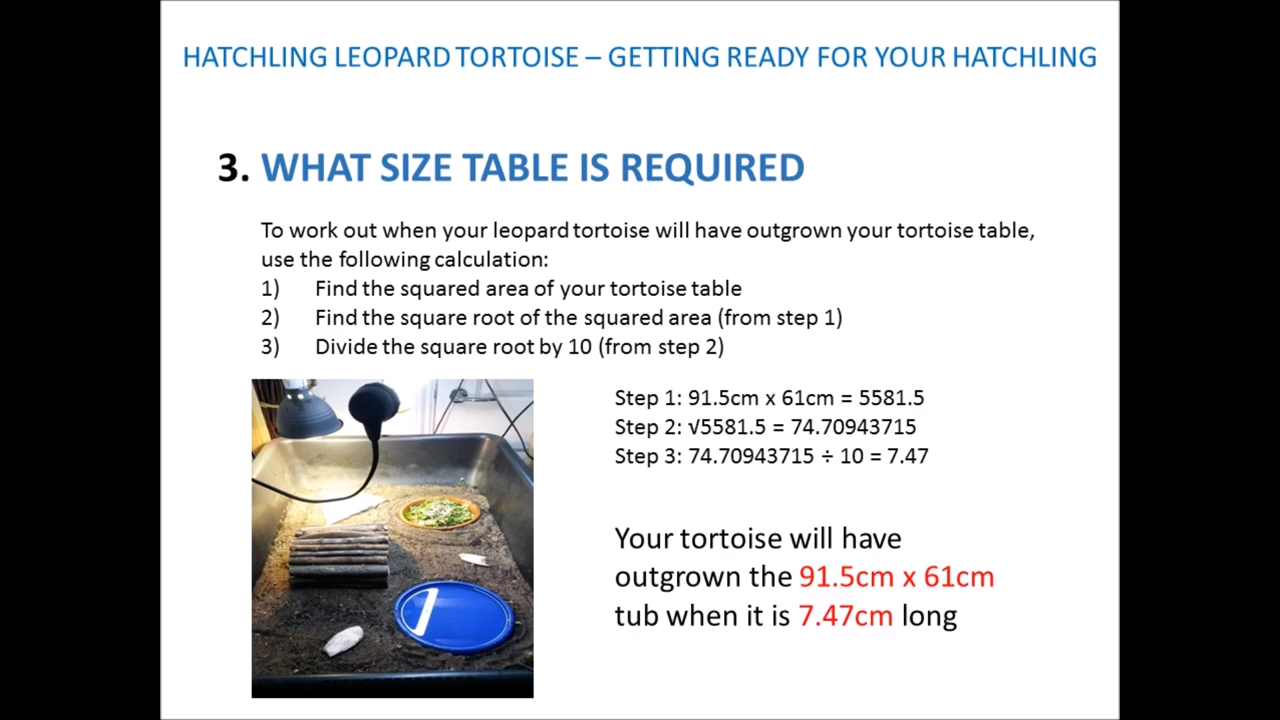 HATCHLING LEOPARD TORTOISE – GETTING READY FOR YOUR HATCHLING
3. WHAT SIZE TABLE IS REQUIRED
To work out when your leopard tortoise will have outgrown your tortoise table,
use the following calculation:
1) Find the squared area of your tortoise table
2) Find the square root of the squared area (from step 1)
3) Divide the square root by 10 (from step 2)
Step 1: 91.5cm x 61cm = 5581.5
Step 2: √5581.5 = 74.70943715
Step 3: 74.70943715 ÷ 10 = 7.47
Your tortoise will have
outgrown the 91.5cm x 61cm
tub when it is 7.47cm long